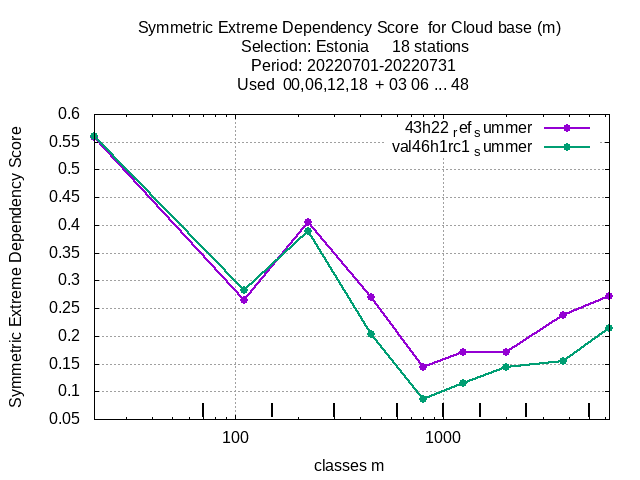 Symmetric Extreme Dependency Score for Cloud base (m)
Selection: Estonia 18 stations
Period: 20220701-20220731
Used 00,06,12,18 + 03 06 ... 48
43h22 ref summer
val46h1rc1 summer
Symmetric Extreme Dependency Score
0.6
0.55
0.5
0.45
0.4
0.35
0.3
0.25
0.2
0.15
0.1
0.05
100 1000
classes m